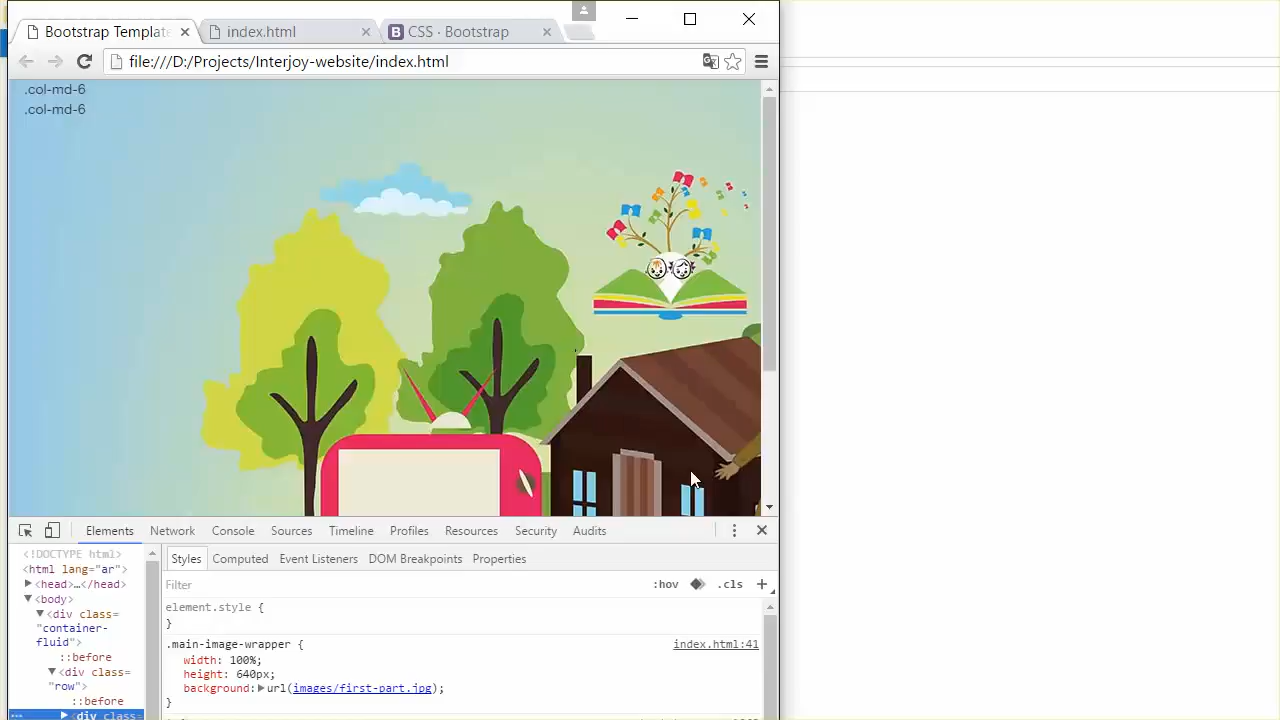 Bootstrap Template
index.html
CSS · Bootstrap
file:///D:/Projects/Interjoy-website/index.html
.col-md-6
.col-md-6
Elements Network Console Sources Timeline Profiles Resources Security Audits
<!DOCTYPE html>
<html lang="ar">
<head>…</head>
<body>
<div class=
"container-
fluid">
::before
<div class=
"row">
::before
<div class=
Styles Computed Event Listeners DOM Breakpoints Properties
Filter :hov .cls +
element.style {
}
.main-image-wrapper { index.html:41
width: 100%;
height: 640px;
background: url(images/first-part.jpg);
}